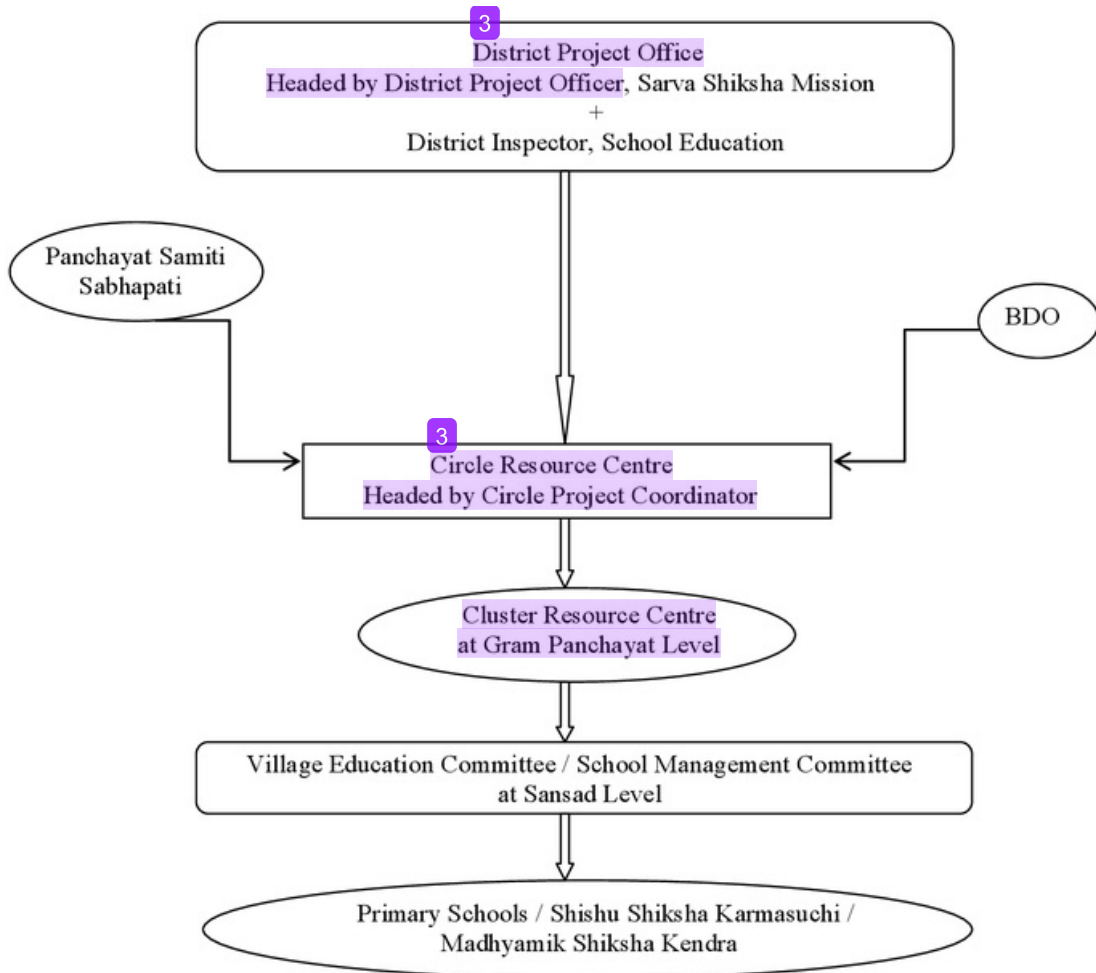 3
District Project Office
Headed by District Project Officer, Sarva Shiksha Mission
+
District Inspector, School Education
Panchayat Samiti
Sabhapati
BDO
3
Circle Resource Centre
Headed by Circle Project Coordinator
Cluster Resource Centre
at Gram Panchayat Level
Village Education Committee / School Management Committee
at Sansad Level
Primary Schools / Shishu Shiksha Karmasuchi /
Madhyamik Shiksha Kendra